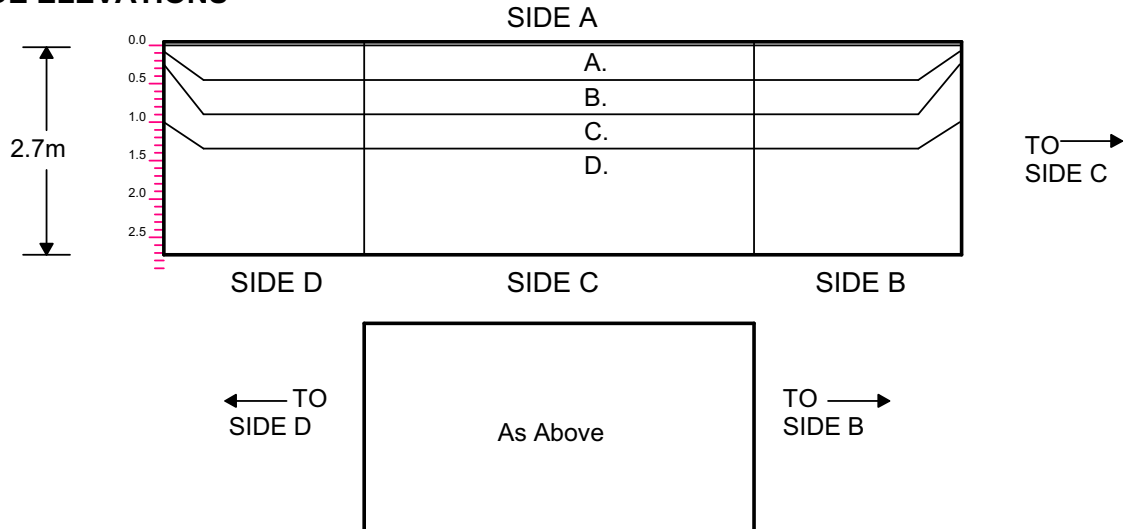 SIDE A
0.0
A.
0.5
B.
1.0
C.
2.7m
1.5
D.
TO
SIDE C
2.0
2.5
SIDE D
SIDE C
SIDE B
TO
SIDE D
As Above
TO
SIDE B